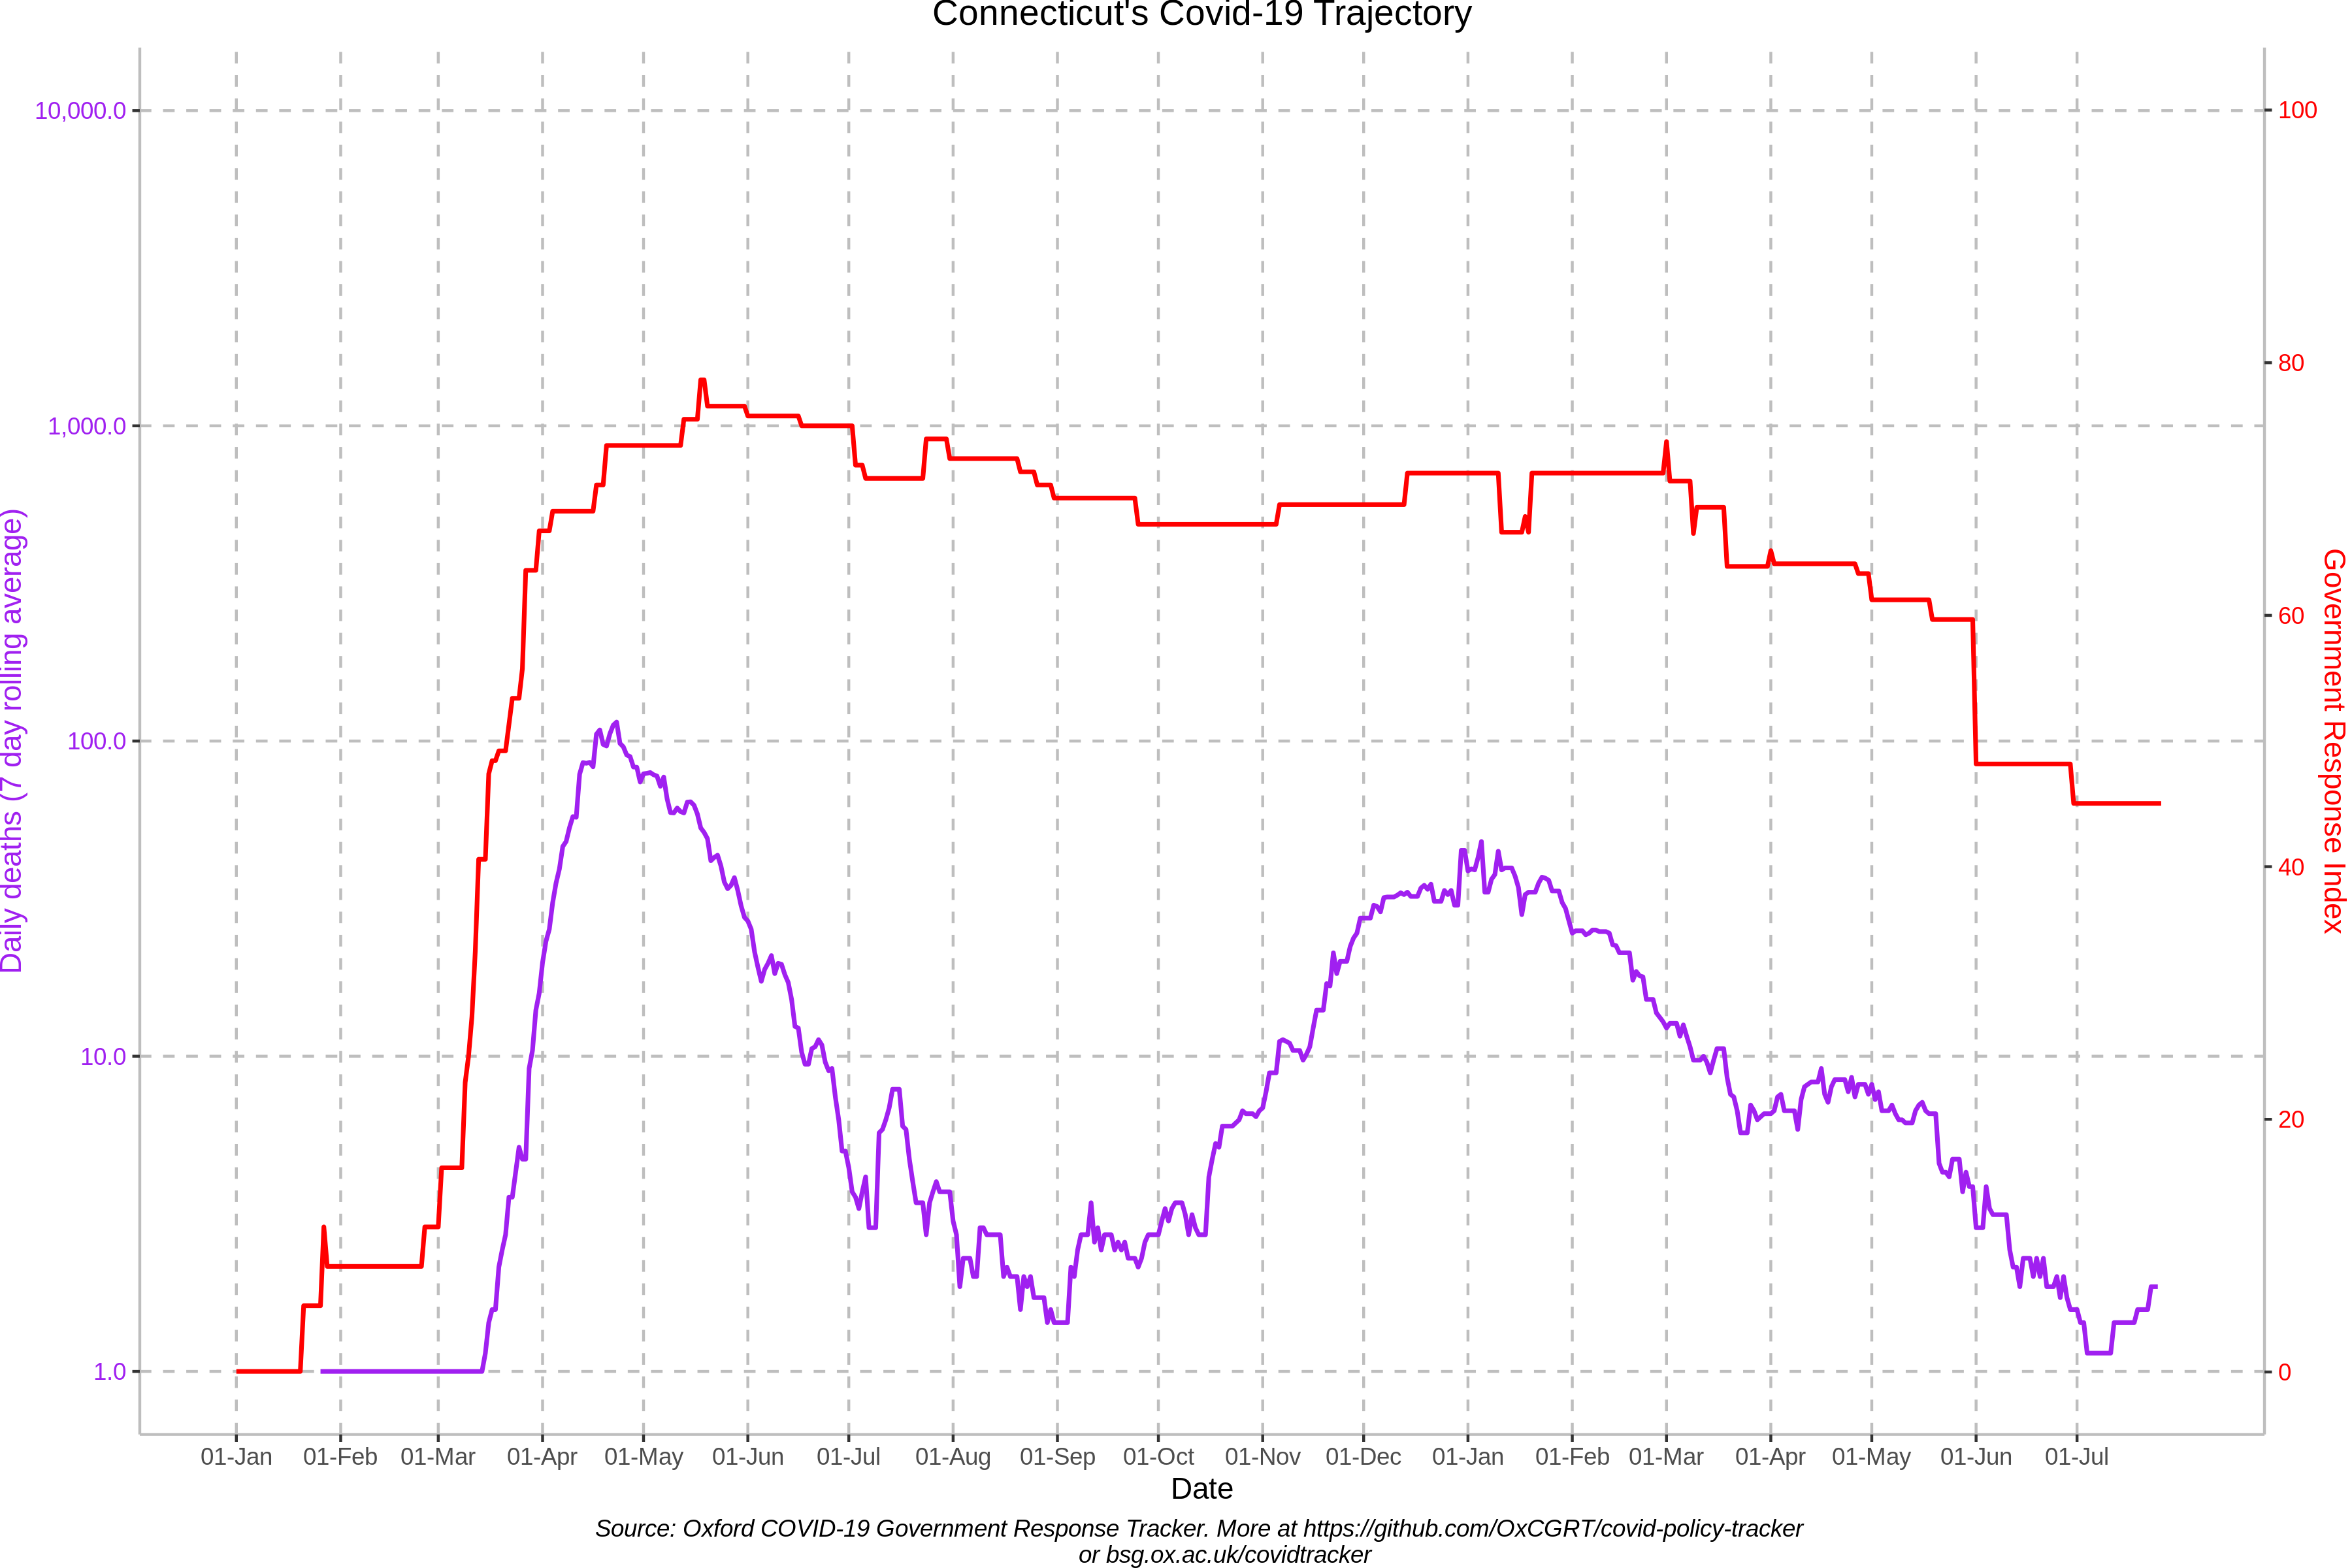 Connecticut's Covid-19 Trajectory
10,000.0
1,000.0
100.0
10.0
1.0
Daily deaths (7 day rolling average)
100
80
60
40
20
0
Government Response Index
01-Jan 01-Feb 01-Mar 01-Apr 01-May 01-Jun 01-Jul 01-Aug 01-Sep 01-Oct 01-Nov 01-Dec 01-Jan 01-Feb 01-Mar 01-Apr 01-May 01-Jun 01-Jul
Date
Source: Oxford COVID-19 Government Response Tracker. More at https://github.com/OxCGRT/covid-policy-tracker
or bsg.ox.ac.uk/covidtracker